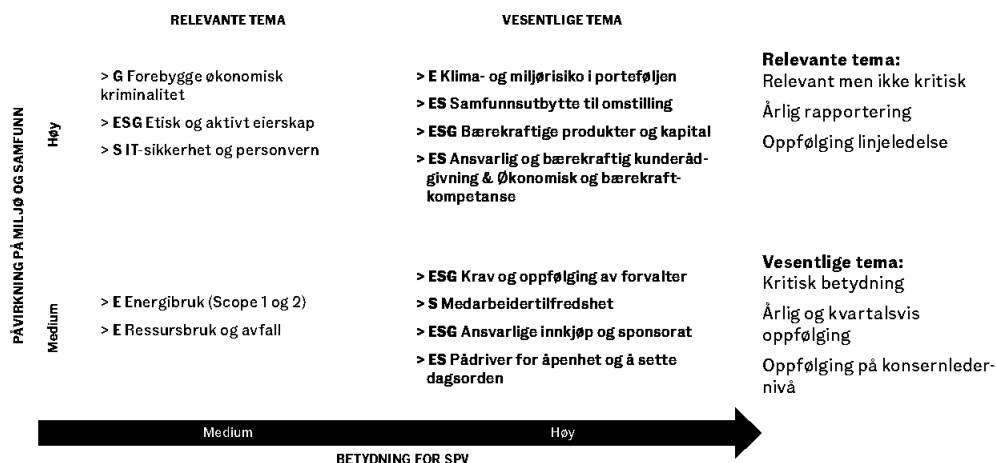 RELEVANTE TEMA
VESENTLIGE TEMA
PÅVIRKNING PÅ MILJØ OG SAMFUNN
Høy
> G Forebygge økonomisk
kriminalitet
> ESG Etisk og aktivt eierskap
> S IT-sikkerhet og personvern
> E Klima- og miljørisiko i porteføljen
> ES Samfunnsutbytte til omstilling
> ESG Bærekraftige produkter og kapital
> ES Ansvarlig og bærekraftig kunderåd-
givning & Økonomisk og bærekraft-
kompetanse
Relevante tema:
Relevant men ikke kritisk
Årlig rapportering
Oppfølging linjeledelse
Medium
> E Energibruk (Scope 1 og 2)
> E Ressursbruk og avfall
> ESG Krav og oppfølging av forvalter
> S Medarbeidertilfredshet
> ESG Ansvarlige innkjøp og sponsorat
> ES Pådriver for åpenhet og å sette
dagsorden
Vesentlige tema:
Kritisk betydning
Årlig og kvartalsvis
oppfølging
Oppfølging på konsernleder-
nivå
Medium
Høy
BETYDNING FOR SPV